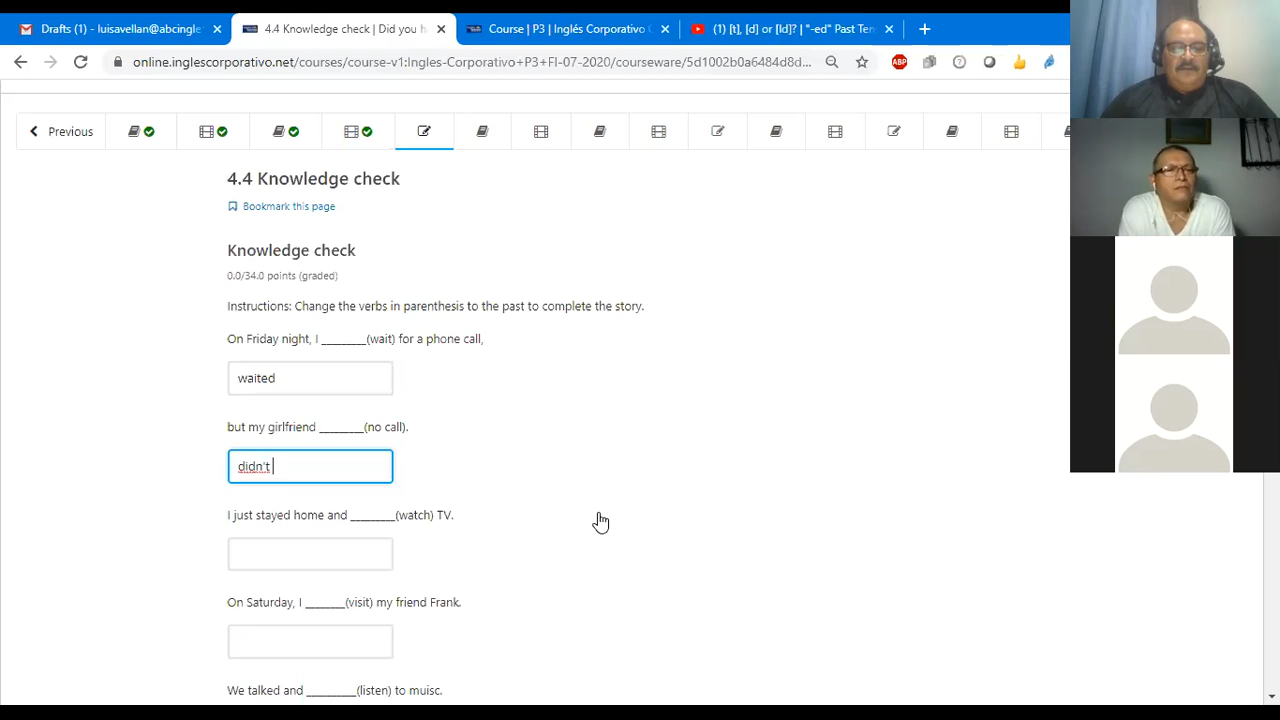 Drafts (1) - luisavellan@abcingle
4.4 Knowledge check | Did you h
Course | P3 | Inglés Corporativo
(1) [t], [d] or [Id]? | "-ed" Past Ten
online.inglescorporativo.net/courses/course-v1:Ingles-Corporativo+P3+FI-07-2020/courseware/5d1002b0a6484d8d...
ABP
Previous
4.4 Knowledge check
Bookmark this page
Knowledge check
0.0/34.0 points (graded)
Instructions: Change the verbs in parenthesis to the past to complete the story.
On Friday night, I ________(wait) for a phone call,
waited
but my girlfriend ________(no call).
didn't
I just stayed home and ________(watch) TV.
On Saturday, I _______(visit) my friend Frank.
We talked and _________(listen) to muisc.